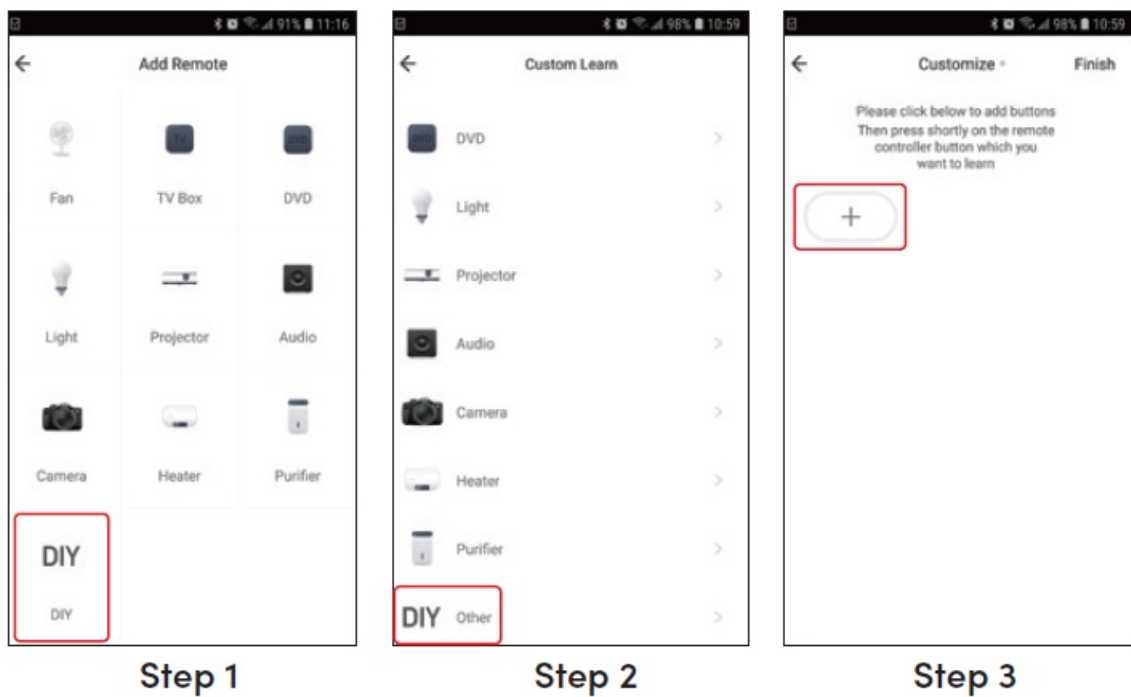 91% 11:16
Add Remote
TV
DVD
Fan
TV Box
DVD
Light
Projector
Audio
Camera
Heater
Purifier
DIY
DIY
Step 1
98% 10:59
Custom Learn
DVD
DVD
Light
Projector
Audio
Camera
Heater
Purifier
DIY Other
Step 2
98% 10:59
Customize
Finish
Please click below to add buttons
Then press shortly on the remote
controller button which you
want to learn
+
Step 3